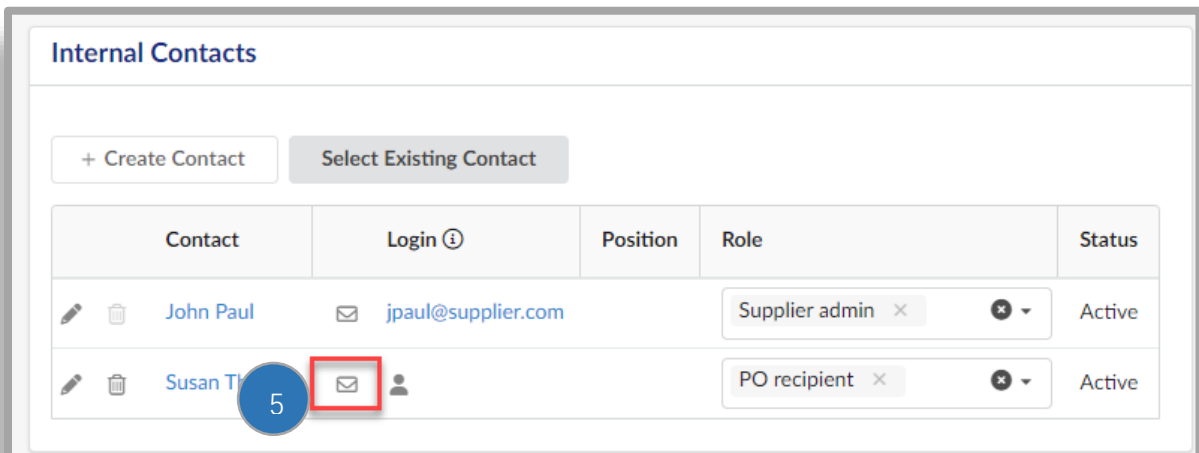 Internal Contacts
+ Create Contact Select Existing Contact
Contact Login Position Role Status
John Paul jpaul@supplier.com Supplier admin × Active
Susan 5 PO recipient × Active